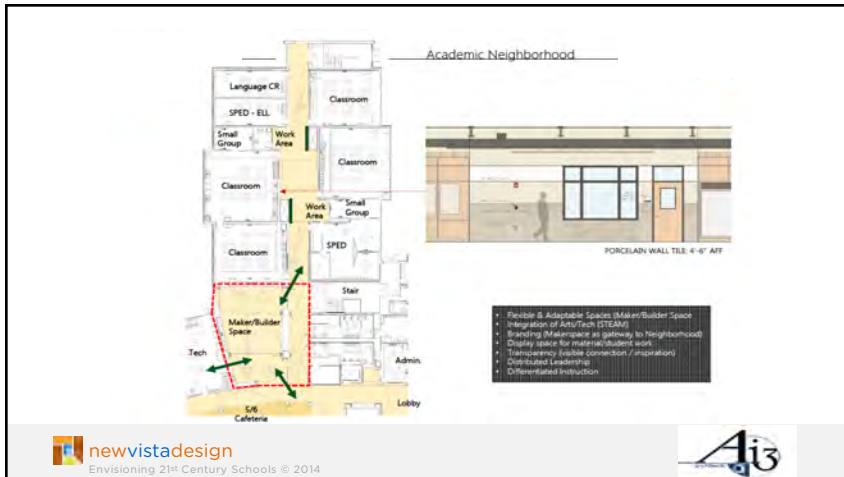 Academic Neighborhood
Language CR
Classroom
SPED - ELL
Small
Group
Work
Area
Classroom
Classroom
Work
Area
Small
Group
Classroom
SPED
Stair
Maker/Builder
Space
Tech
Admin.
Lobby
5/6
Cafeteria
PORCELAIN WALL TILE: 4'-6" AFF
• Flexible & Adaptable Spaces (Maker/Builder Space
• Integration of Arts/Tech (STEAM)
• Branding (Makerspace as gateway to Neighborhood)
• Display space for material/student work
• Transparency (visible connection / inspiration)
• Distributed Leadership
• Differentiated Instruction
newvistadesign
Envisioning 21st Century Schools © 2014
Ai3